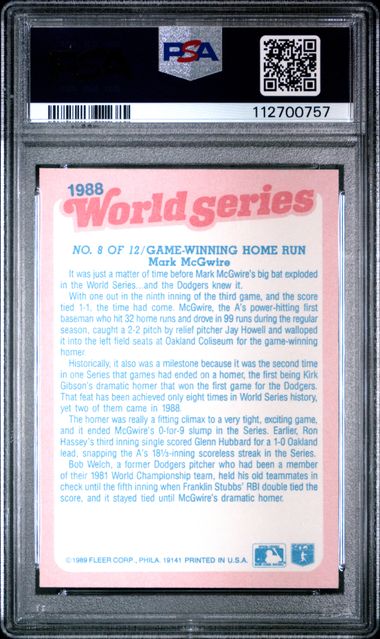 PSA
112700757
1988
World Series
NO. 8 OF 12/GAME-WINNING HOME RUN
Mark McGwire
It was just a matter of time before Mark McGwire's big bat exploded
in the World Series...and the Dodgers knew it.
With one out in the ninth inning of the third game, and the score
tied 1-1, the time had come. McGwire, the A's power-hitting first
baseman who hit 32 home runs and drove in 99 runs during the regular
season, caught a 2-2 pitch by relief pitcher Jay Howell and walloped
it into the left field seats at Oakland Coliseum for the game-winning
homer.
Historically, it also was a milestone because it was the second time
in one Series that games had ended on a homer, the first being Kirk
Gibson's dramatic homer that won the first game for the Dodgers.
That feat has been achieved only eight times in World Series history,
yet two of them came in 1988.
The homer was really a fitting climax to a very tight, exciting game,
and it ended McGwire's 0-for-9 slump in the Series. Earlier, Ron
Hassey's third inning single scored Glenn Hubbard for a 1-0 Oakland
lead, snapping the A's 18⅓-inning scoreless streak in the Series.
Bob Welch, a former Dodgers pitcher who had been a member
of their 1981 World Championship team, held his old teammates in
check until the fifth inning when Franklin Stubbs' RBI double tied the
score, and it stayed tied until McGwire's dramatic homer.
©1989 FLEER CORP., PHILA. 19141 PRINTED IN U.S.A.